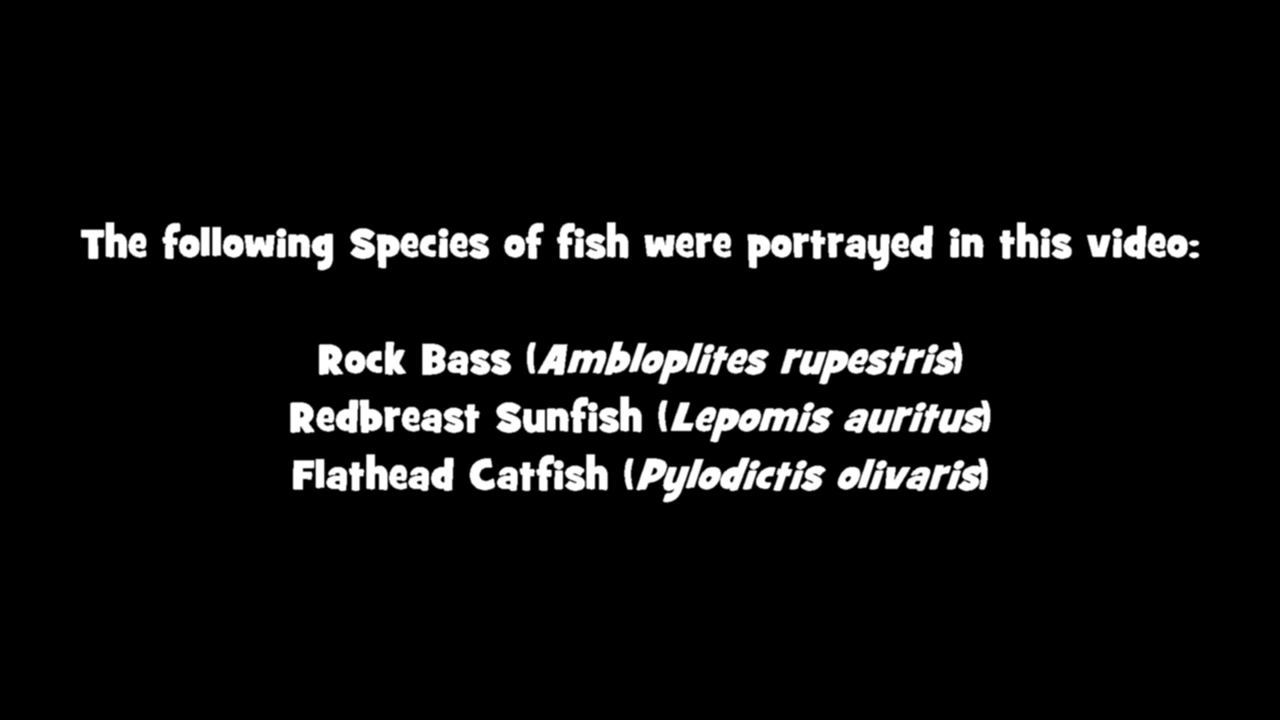 The following Species of fish were portrayed in this video:
Rock Bass (Ambloplites rupestris)
Redbreast Sunfish (Lepomis auritus)
Flathead Catfish (Pylodictis olivaris)